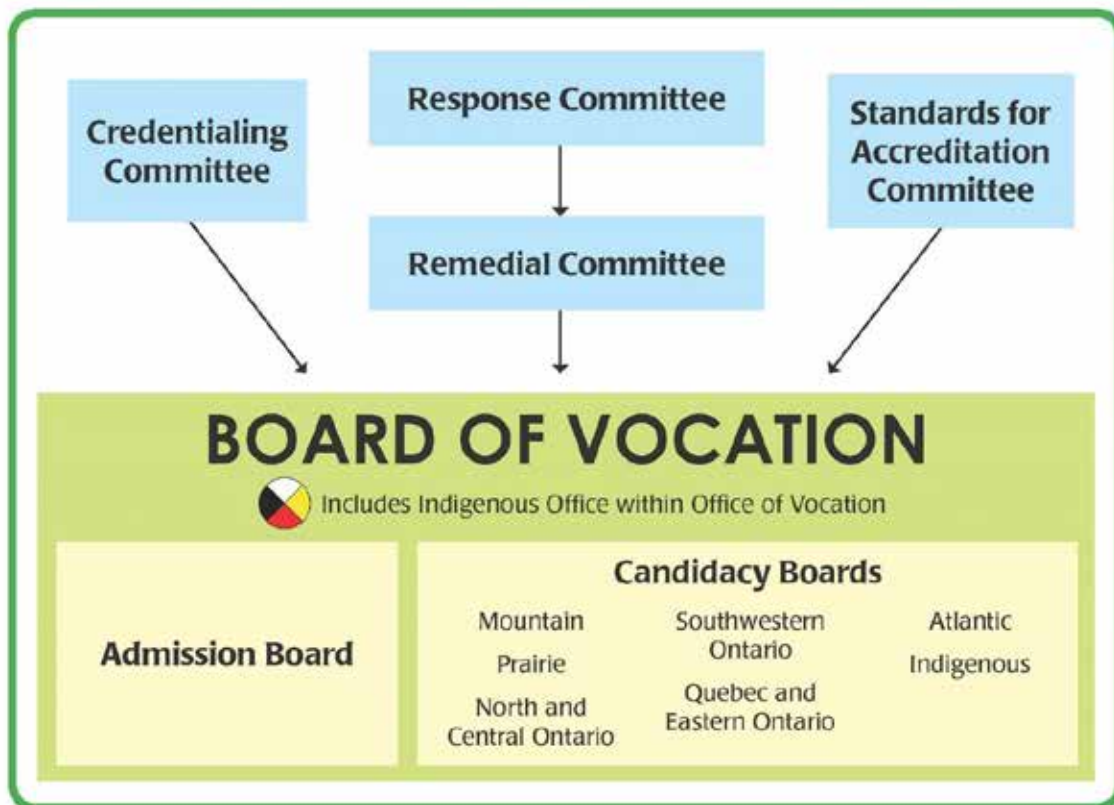 Credentialing
Committee
Response Committee
Standards for
Accreditation
Committee
Remedial Committee
BOARD OF VOCATION
Includes Indigenous Office within Office of Vocation
Admission Board
Candidacy Boards
Mountain
Prairie
North and
Central Ontario
Southwestern
Ontario
Quebec and
Eastern Ontario
Atlantic
Indigenous